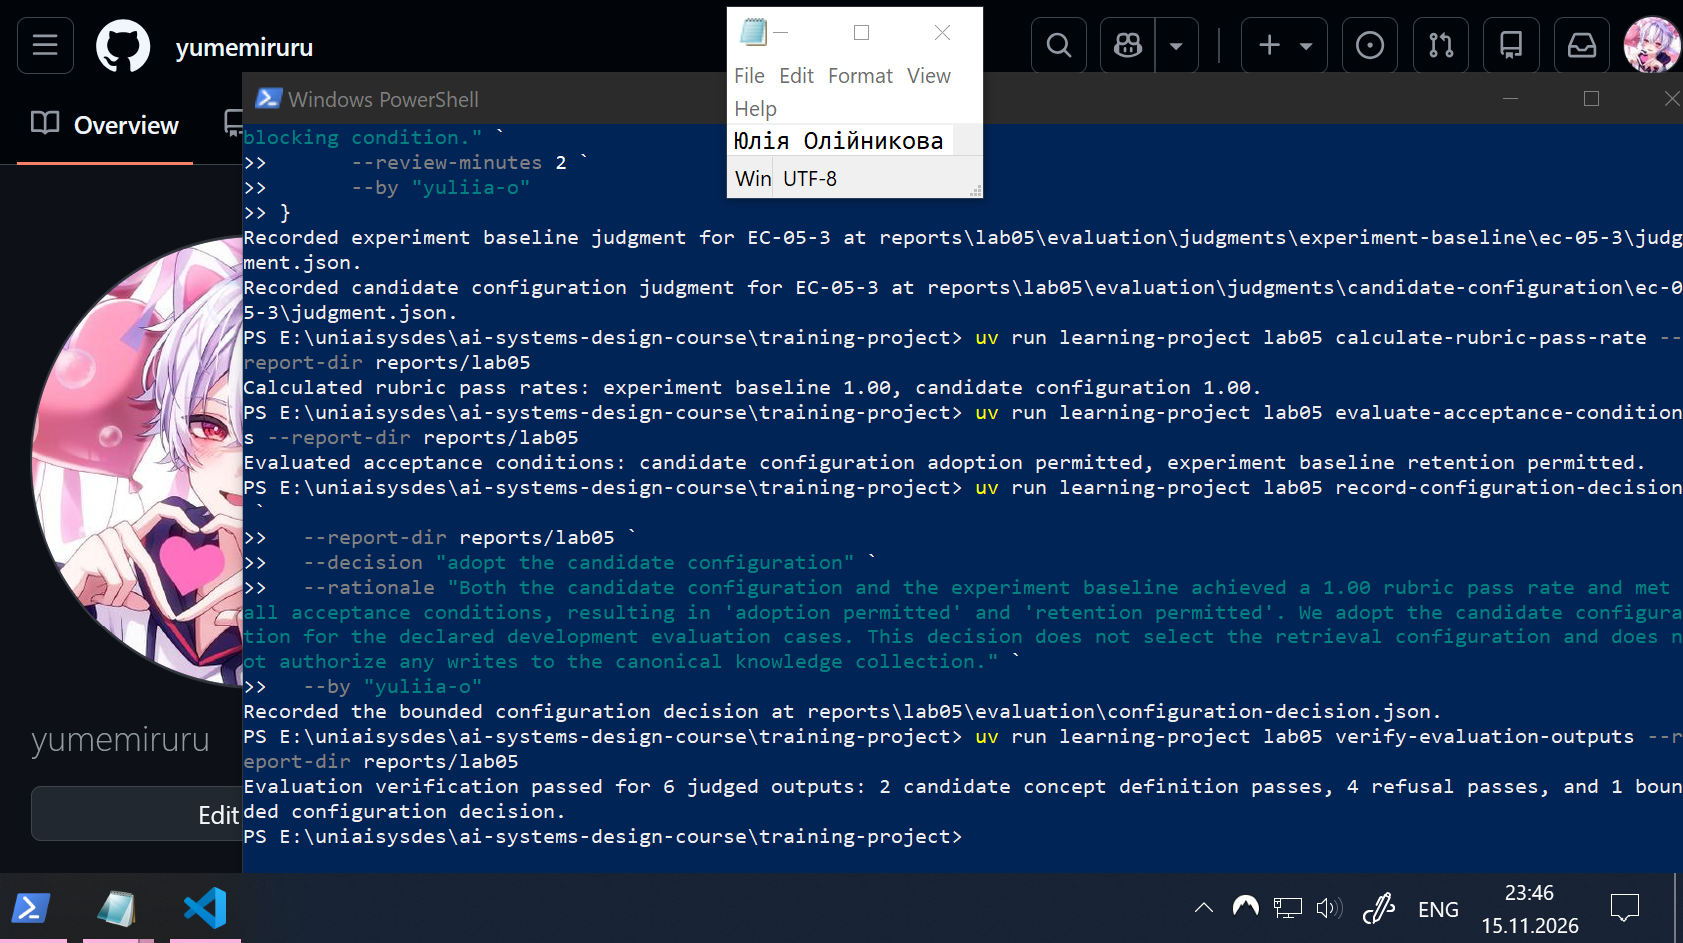 yumemiruru
Overview
File Edit Format View
Help
Юлія Олійникова
Win UTF-8
Windows PowerShell
blocking condition." `
>>       --review-minutes 2 `
>>       --by "yuliia-o"
>> }
Recorded experiment baseline judgment for EC-05-3 at reports\lab05\evaluation\judgments\experiment-baseline\ec-05-3\judg
ment.json.
Recorded candidate configuration judgment for EC-05-3 at reports\lab05\evaluation\judgments\candidate-configuration\ec-0
5-3\judgment.json.
PS E:\uniaisysdes\ai-systems-design-course\training-project> uv run learning-project lab05 calculate-rubric-pass-rate --
report-dir reports/lab05
Calculated rubric pass rates: experiment baseline 1.00, candidate configuration 1.00.
PS E:\uniaisysdes\ai-systems-design-course\training-project> uv run learning-project lab05 evaluate-acceptance-condition
s --report-dir reports/lab05
Evaluated acceptance conditions: candidate configuration adoption permitted, experiment baseline retention permitted.
PS E:\uniaisysdes\ai-systems-design-course\training-project> uv run learning-project lab05 record-configuration-decision
 `
>>   --report-dir reports/lab05 `
>>   --decision "adopt the candidate configuration" `
>>   --rationale "Both the candidate configuration and the experiment baseline achieved a 1.00 rubric pass rate and met
all acceptance conditions, resulting in 'adoption permitted' and 'retention permitted'. We adopt the candidate configura
tion for the declared development evaluation cases. This decision does not select the retrieval configuration and does n
ot authorize any writes to the canonical knowledge collection." `
>>   --by "yuliia-o"
Recorded the bounded configuration decision at reports\lab05\evaluation\configuration-decision.json.
PS E:\uniaisysdes\ai-systems-design-course\training-project> uv run learning-project lab05 verify-evaluation-outputs --r
eport-dir reports/lab05
Evaluation verification passed for 6 judged outputs: 2 candidate concept definition passes, 4 refusal passes, and 1 boun
ded configuration decision.
PS E:\uniaisysdes\ai-systems-design-course\training-project>
yumemiruru
Edit
ENG
23:46
15.11.2026